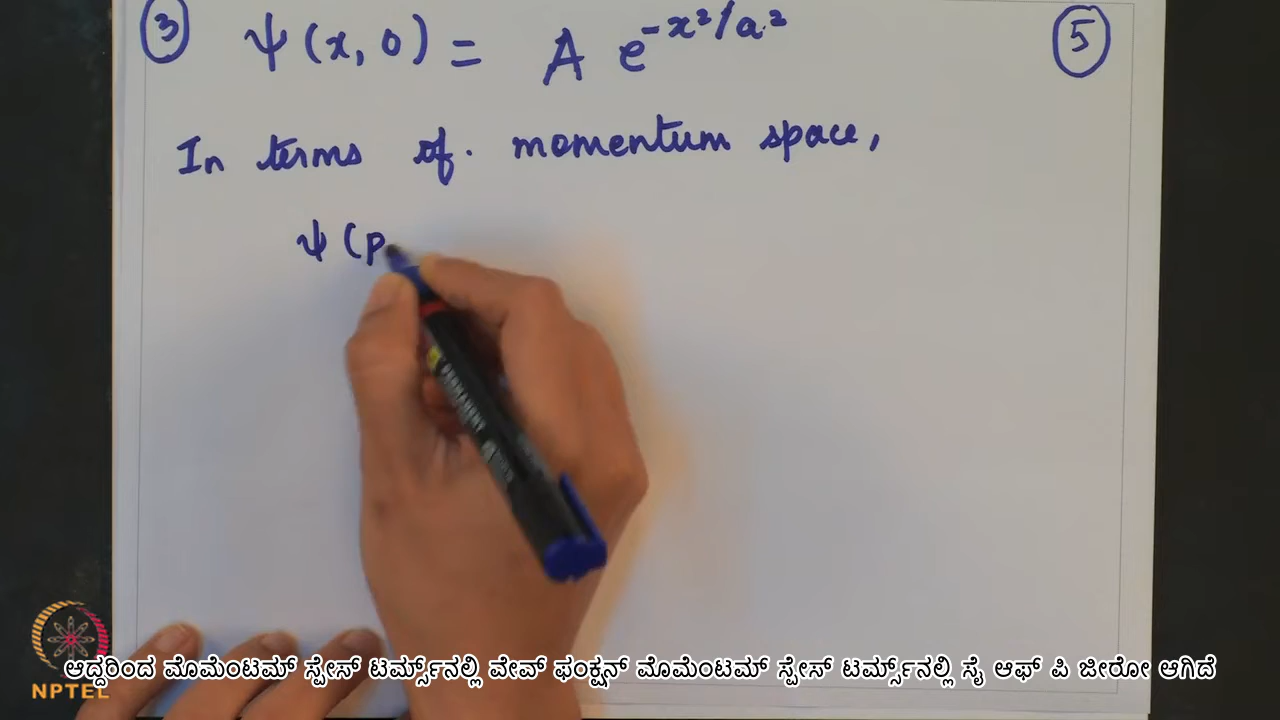 ③ ψ(x, 0) = A e^{-x²/a²} ⑤
In terms of. momentum space,
ψ (p
PERMANENT
NPTEL
ಆದ್ದರಿಂದ ಮೊಮೆಂಟಮ್ ಸ್ಪೇಸ್ ಟರ್ಮ್ಸ್‌ನಲ್ಲಿ ವೇವ್ ಫಂಕ್ಷನ್ ಮೊಮೆಂಟಮ್ ಸ್ಪೇಸ್ ಟರ್ಮ್ಸ್‌ನಲ್ಲಿ ಸೈ ಆಫ್ ಪಿ ಜೀರೋ ಆಗಿದೆ